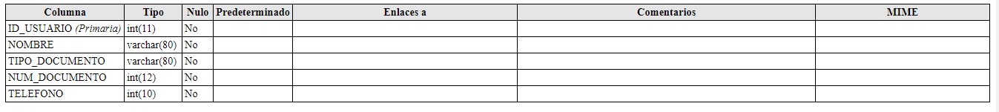 Columna Tipo Nulo Predeterminado Enlaces a Comentarios MIME
ID_USUARIO (Primaria) int(11) No
NOMBRE varchar(80) No
TIPO_DOCUMENTO varchar(80) No
NUM_DOCUMENTO int(12) No
TELEFONO int(10) No